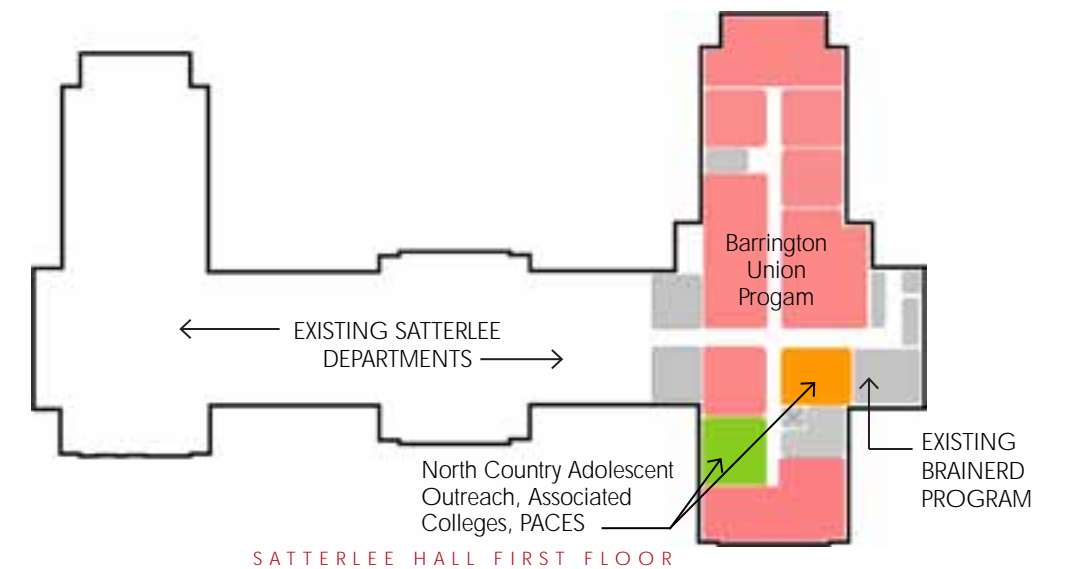 Barrington
Union
Progam
EXISTING SATTERLEE
DEPARTMENTS
North Country Adolescent
Outreach, Associated
Colleges, PACES
EXISTING
BRAINERD
PROGRAM
SATTERLEE HALL FIRST FLOOR